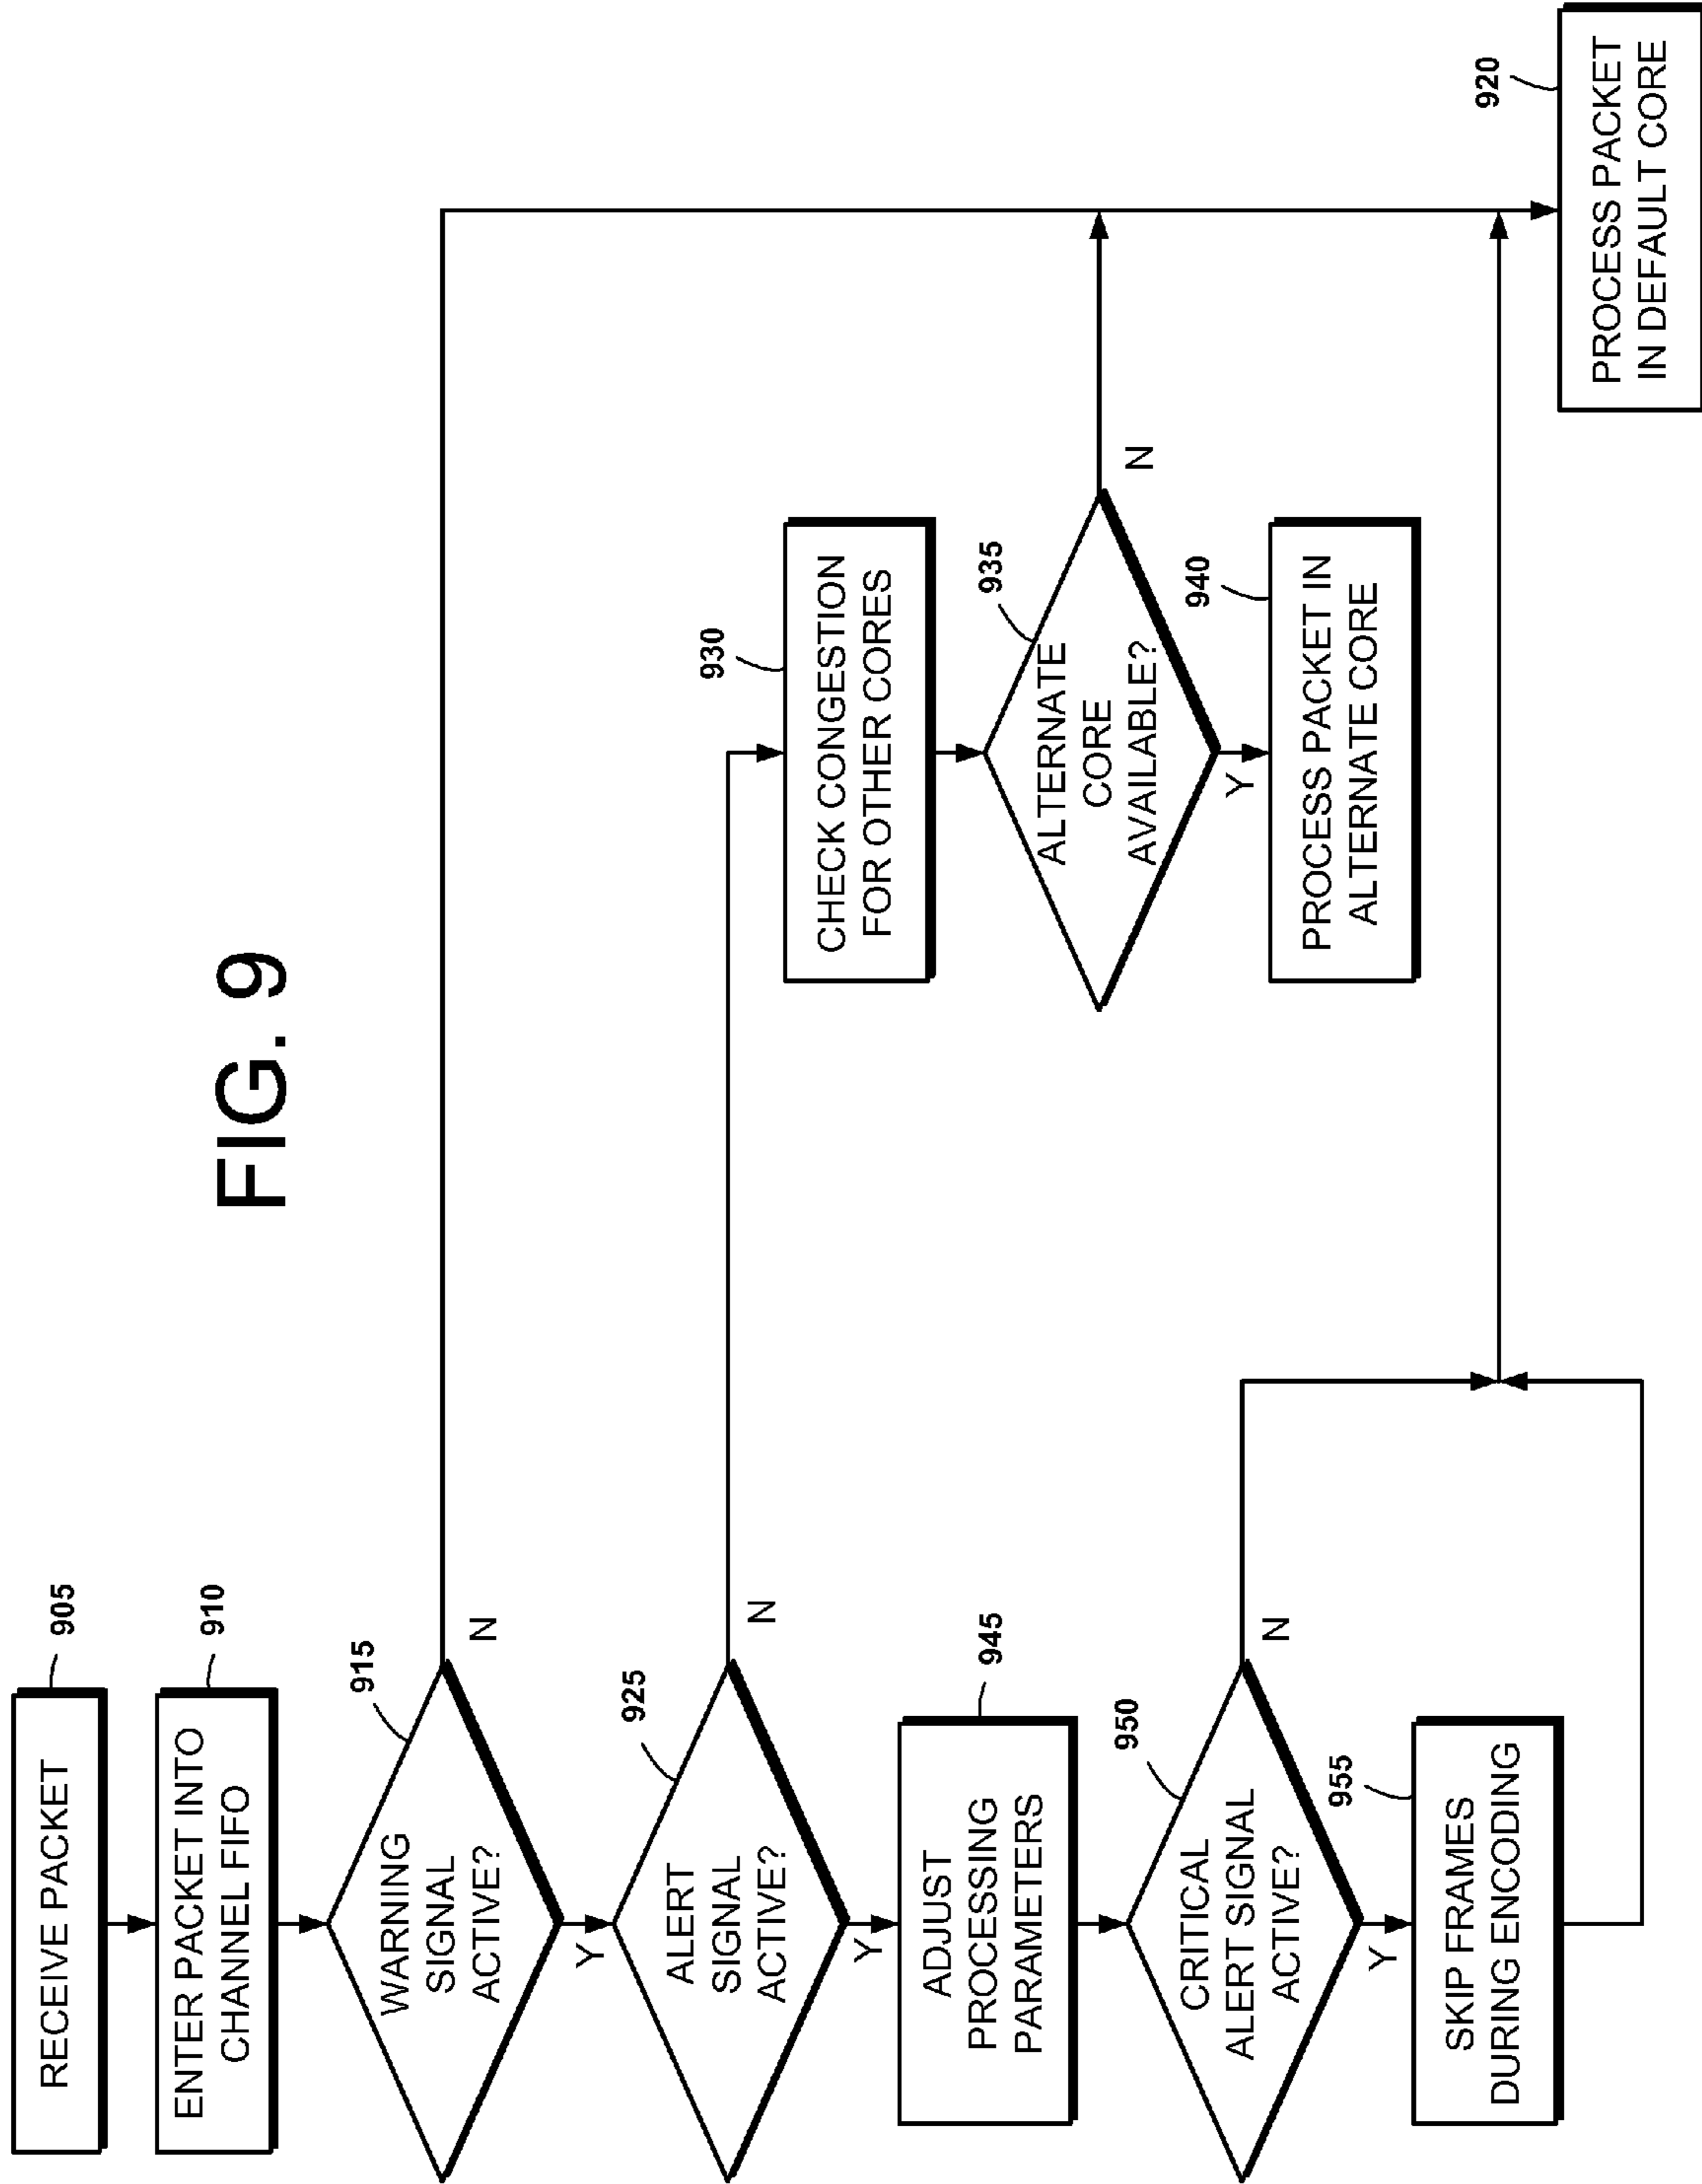 FIG. 9
RECEIVE PACKET
905
ENTER PACKET INTO
CHANNEL FIFO
910
WARNING
SIGNAL
ACTIVE?
915
N
Y
ALERT
SIGNAL
ACTIVE?
925
N
Y
CHECK CONGESTION
FOR OTHER CORES
930
ALTERNATE
CORE
AVAILABLE?
935
N
Y
PROCESS PACKET IN
ALTERNATE CORE
940
ADJUST
PROCESSING
PARAMETERS
945
CRITICAL
ALERT SIGNAL
ACTIVE?
950
N
Y
SKIP FRAMES
DURING ENCODING
955
PROCESS PACKET
IN DEFAULT CORE
920